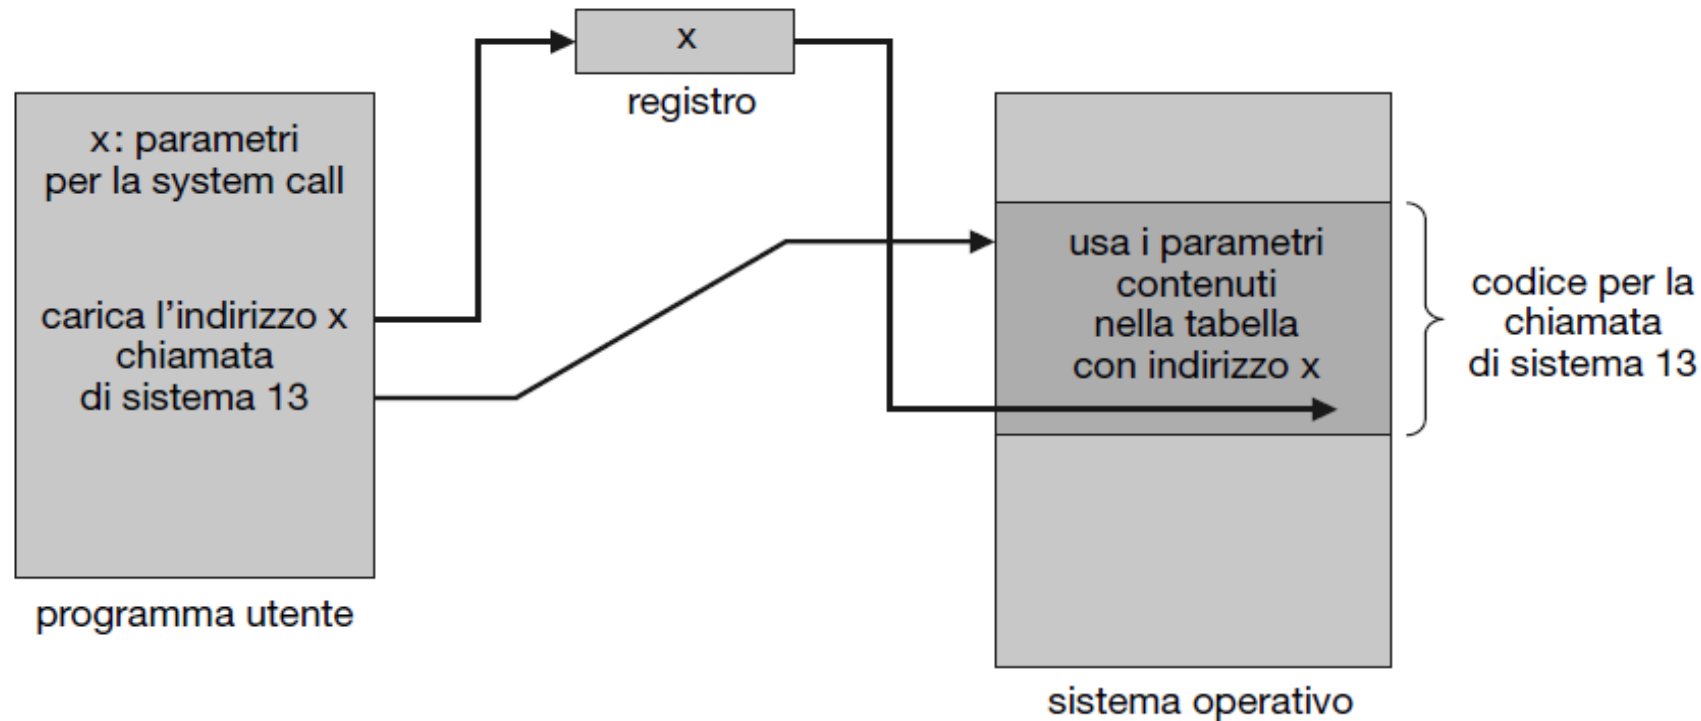 x
registro
x: parametri
per la system call
carica l’indirizzo x
chiamata
di sistema 13
programma utente
usa i parametri
contenuti
nella tabella
con indirizzo x
codice per la
chiamata
di sistema 13
sistema operativo